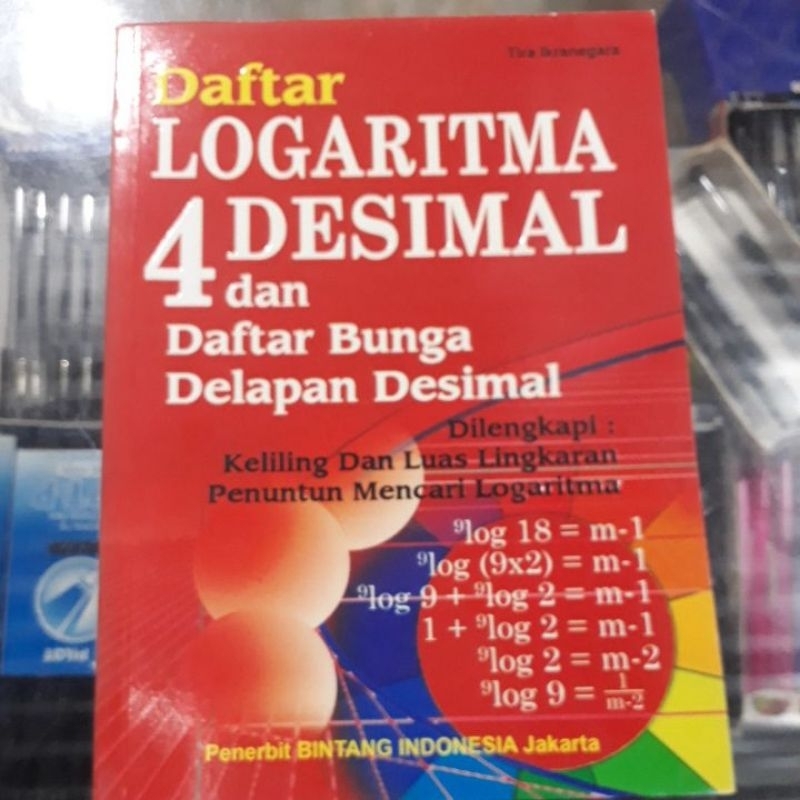 Tira Ikranegara
Daftar
LOGARITMA
4 DESIMAL
dan
Daftar Bunga
Delapan Desimal
Dilengkapi :
Keliling Dan Luas Lingkaran
Penuntun Mencari Logaritma
⁹log 18 = m-1
⁹log (9x2) = m-1
⁹log 9 + ⁹log 2 = m-1
1 + ⁹log 2 = m-1
⁹log 2 = m-2
⁹log 9 = 1/m-2
Penerbit BINTANG INDONESIA Jakarta